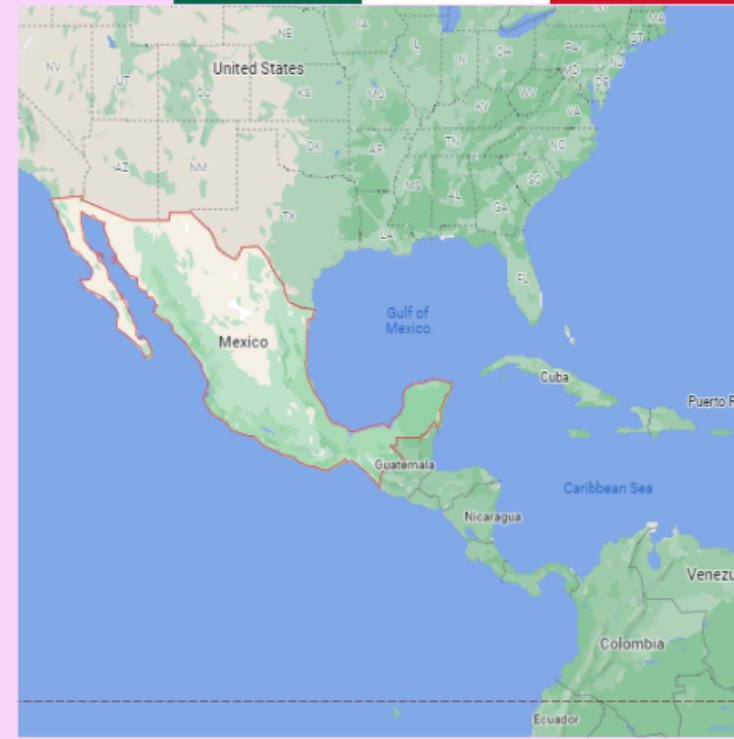 IA
MA
NE
CT
NV
IL
OH
PA
NJ
IN
United States
UT
MD
DE
CO
KS
MO
WV
KY
VA
OK
TN
NC
AZ
NM
AR
SC
MS
AL
GA
TX
LA
FL
Gulf of
Mexico
Mexico
Cuba
Puerto R
Guatemala
Caribbean Sea
Nicaragua
Venezu
Colombia
Ecuador